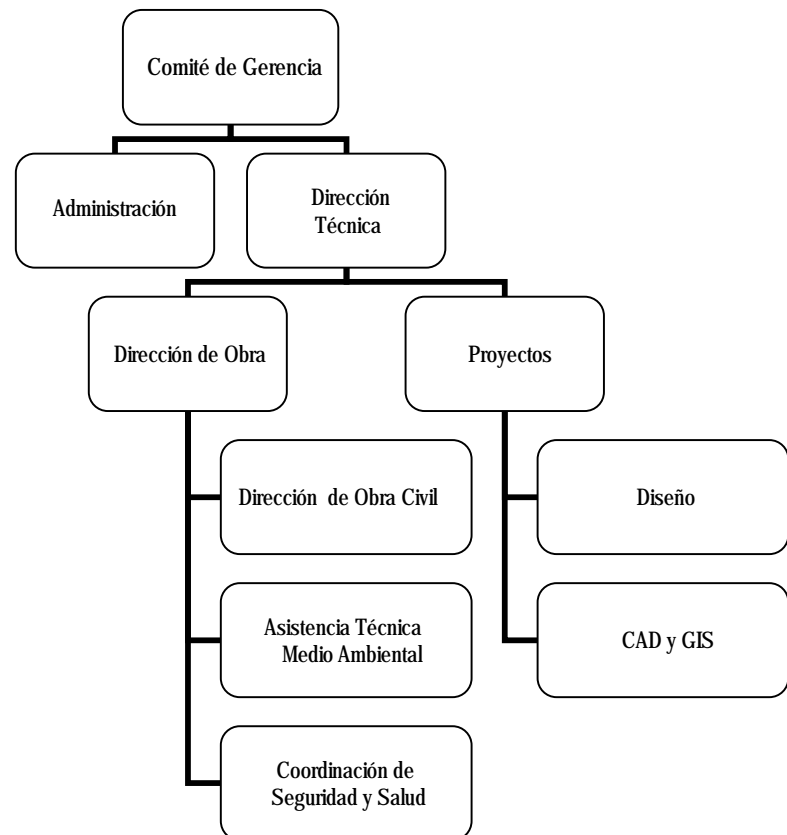 Comité de Gerencia
Administración
Dirección
Técnica
Dirección de Obra
Proyectos
Dirección de Obra Civil
Diseño
Asistencia Técnica
Medio Ambiental
CAD y GIS
Coordinación de
Seguridad y Salud